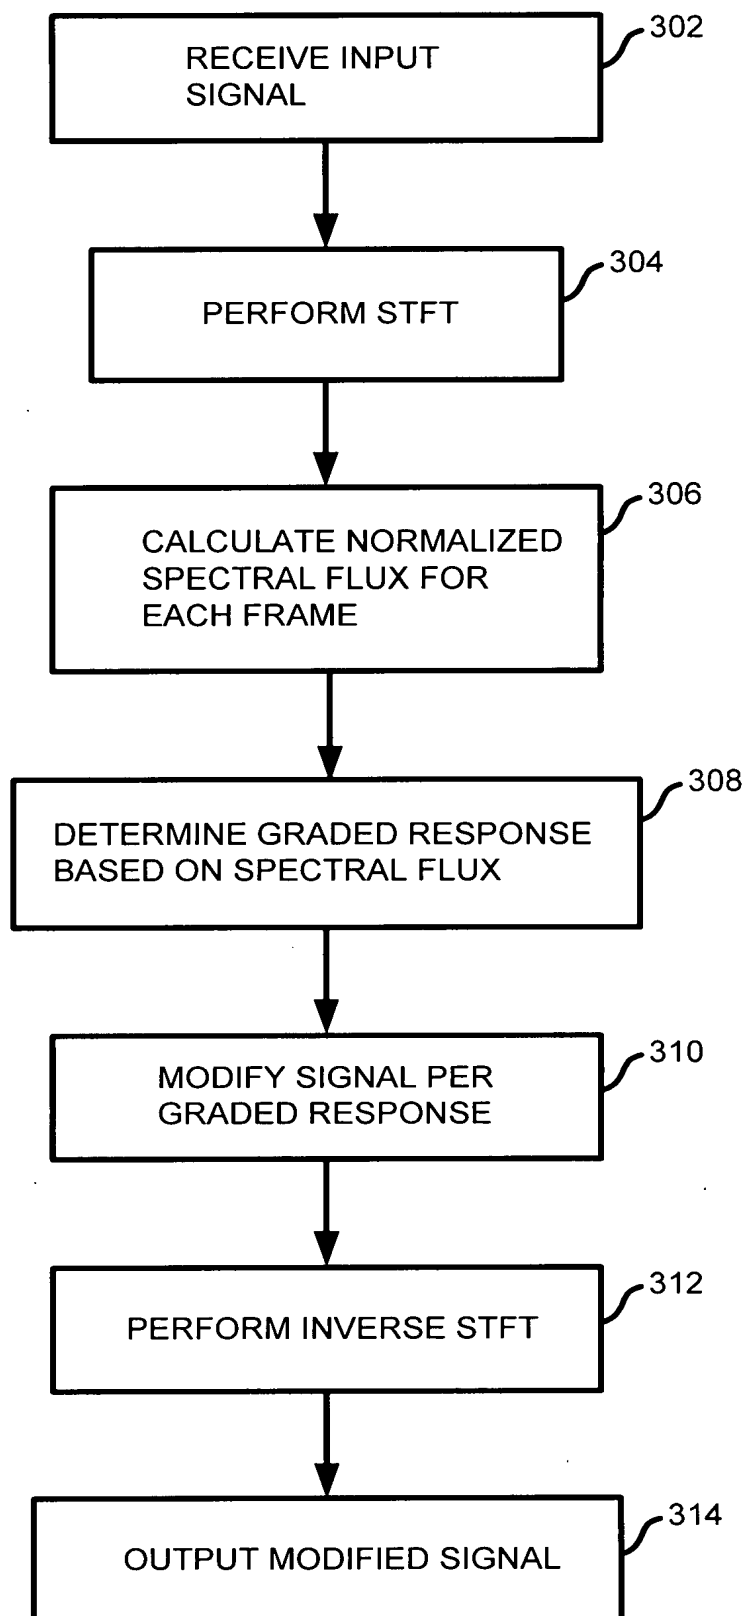 302
RECEIVE INPUT
SIGNAL
304
PERFORM STFT
306
CALCULATE NORMALIZED
SPECTRAL FLUX FOR
EACH FRAME
308
DETERMINE GRADED RESPONSE
BASED ON SPECTRAL FLUX
310
MODIFY SIGNAL PER
GRADED RESPONSE
312
PERFORM INVERSE STFT
314
OUTPUT MODIFIED SIGNAL